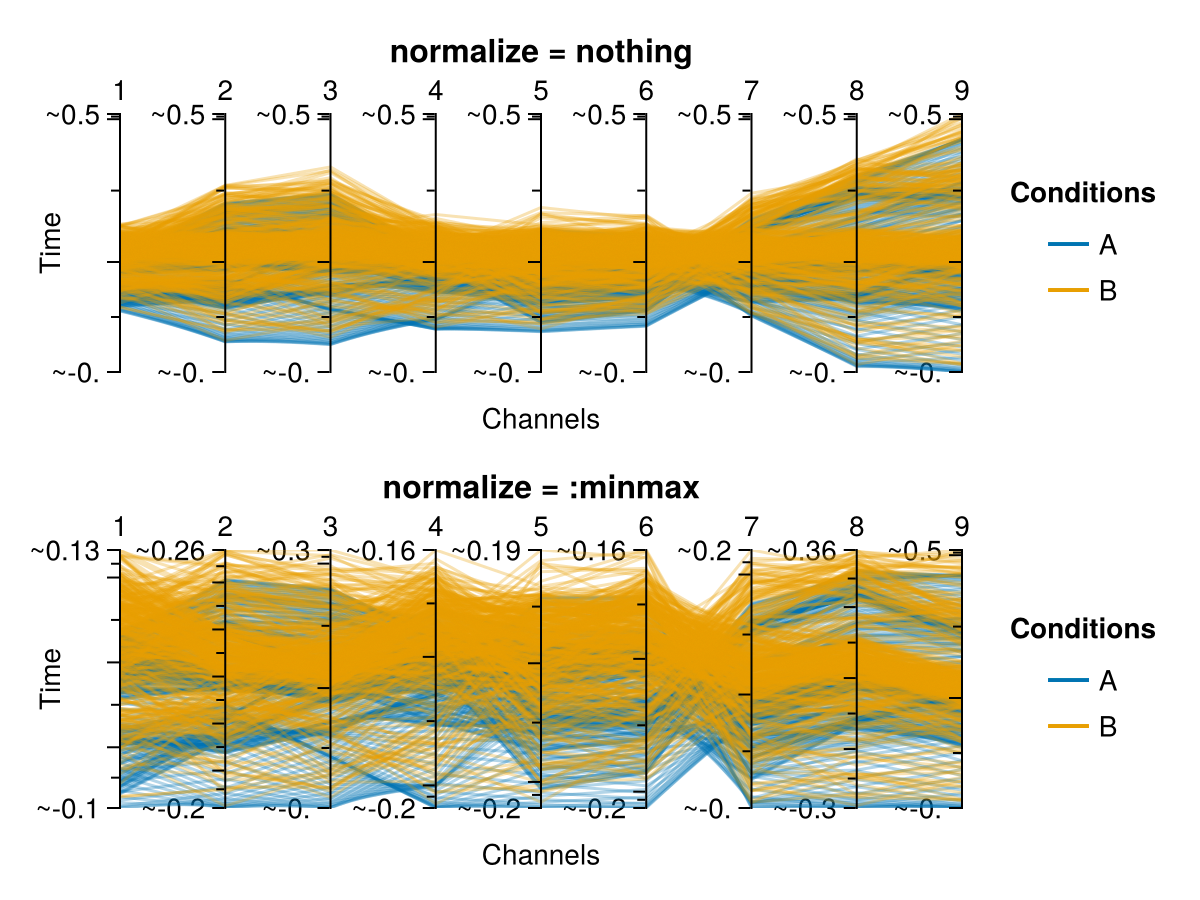 normalize = nothing
1 2 3 4 5 6 7 8 9
~0.5 ~0.5 ~0.5 ~0.5 ~0.5 ~0.5 ~0.5 ~0.5 ~0.5
Time
~-0. ~-0. ~-0. ~-0. ~-0. ~-0. ~-0. ~-0. ~-0.
Channels
Conditions
A
B
normalize = :minmax
1 2 3 4 5 6 7 8 9
~0.13 ~0.26 ~0.3 ~0.16 ~0.19 ~0.16 ~0.2 ~0.36 ~0.5
Time
~-0.1 ~-0.2 ~-0. ~-0.2 ~-0.2 ~-0.2 ~-0. ~-0.3 ~-0.
Channels
Conditions
A
B